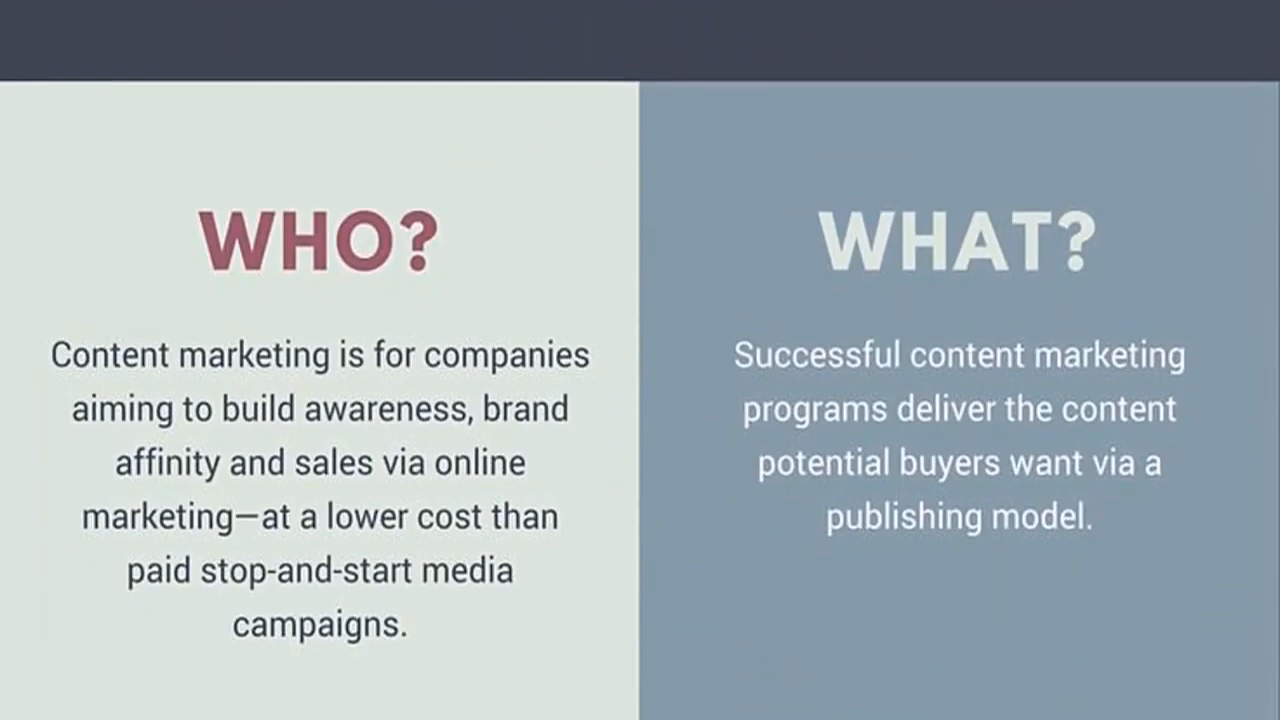 WHO?
Content marketing is for companies
aiming to build awareness, brand
affinity and sales via online
marketing—at a lower cost than
paid stop-and-start media
campaigns.
WHAT?
Successful content marketing
programs deliver the content
potential buyers want via a
publishing model.